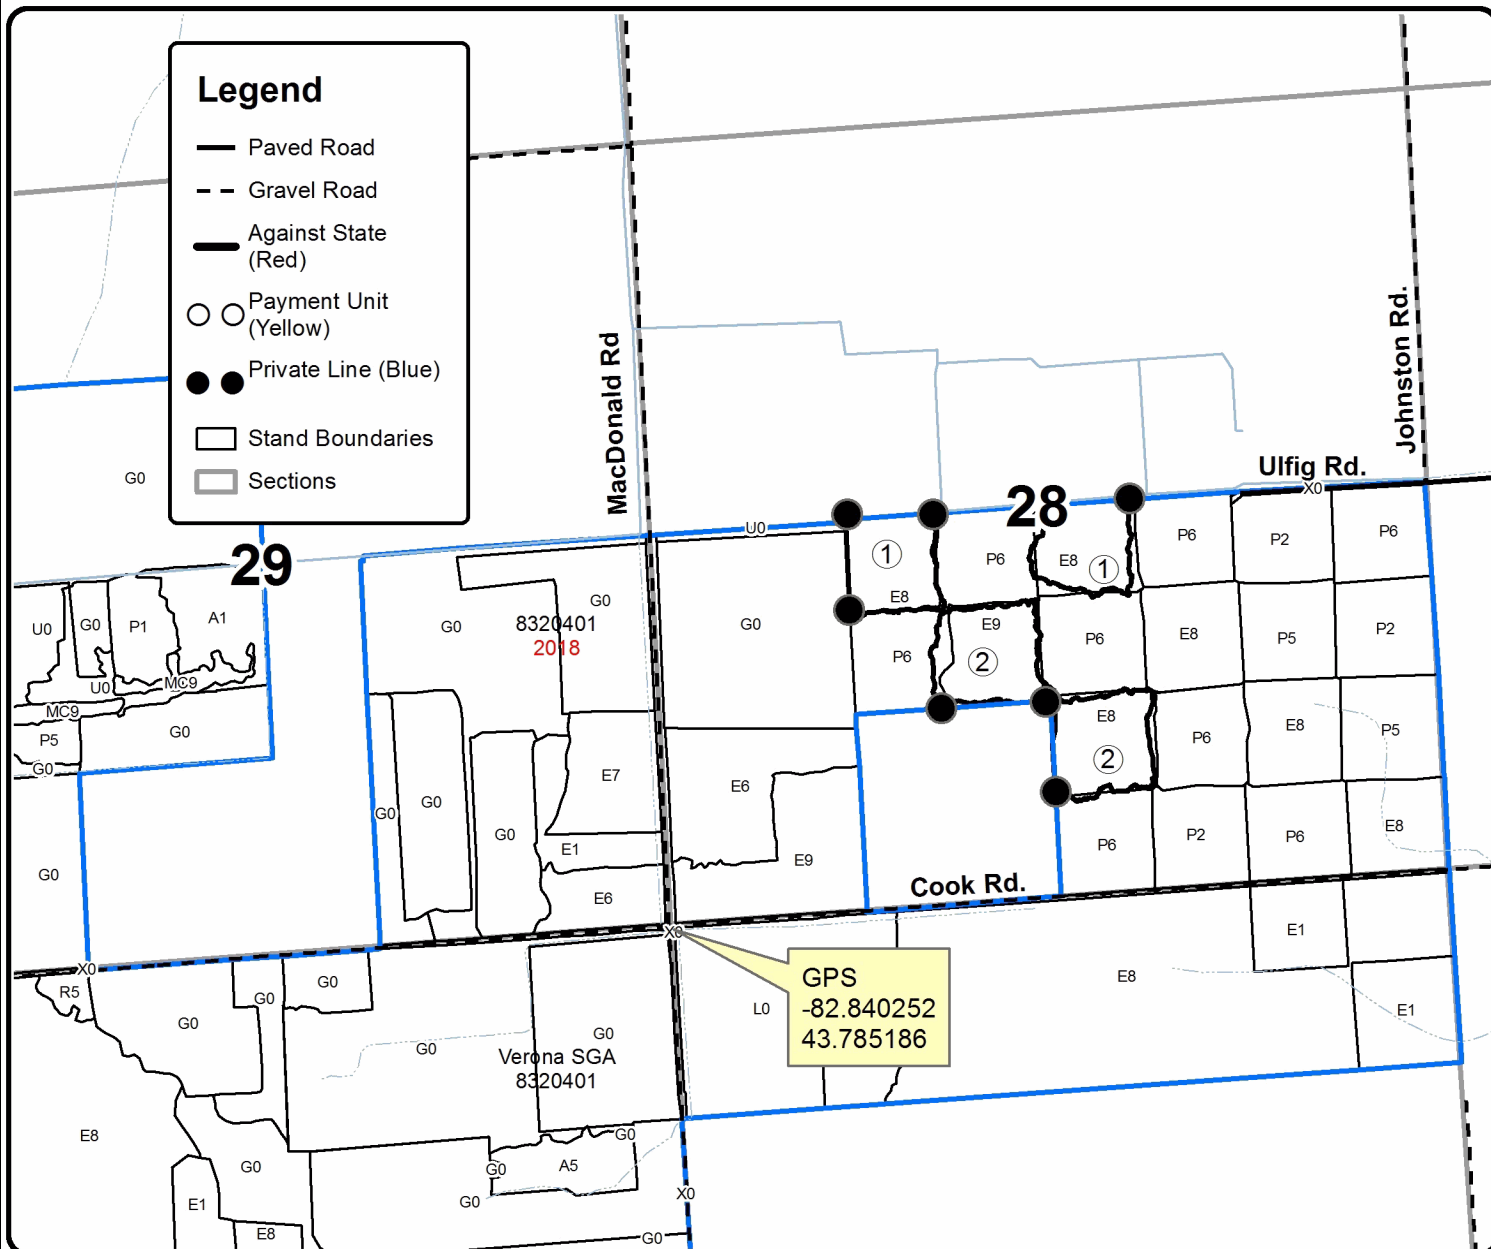 Legend
Paved Road
Gravel Road
Against State
(Red)
Payment Unit
(Yellow)
Private Line (Blue)
Stand Boundaries
Sections
MacDonald Rd
Johnston Rd.
Ulfig Rd.
X0
G0
U0
28
29
1
P6
E8
1
P6
P2
P6
E8
G0
8320401
2018
G0
G0
E9
2
P6
P6
E8
P5
P2
U0
G0
P1
A1
U0
MC9
MC9
P5
G0
G0
E8
2
P6
E8
P5
E7
E6
G0
G0
G0
E1
E9
P6
P2
P6
E8
G0
E6
Cook Rd.
X0
X0
GPS
-82.840252
43.785186
R5
G0
G0
G0
G0
G0
L0
E8
E1
E1
Verona SGA
8320401
E8
G0
G0
A5
G0
E1
G0
X0
E8
G0